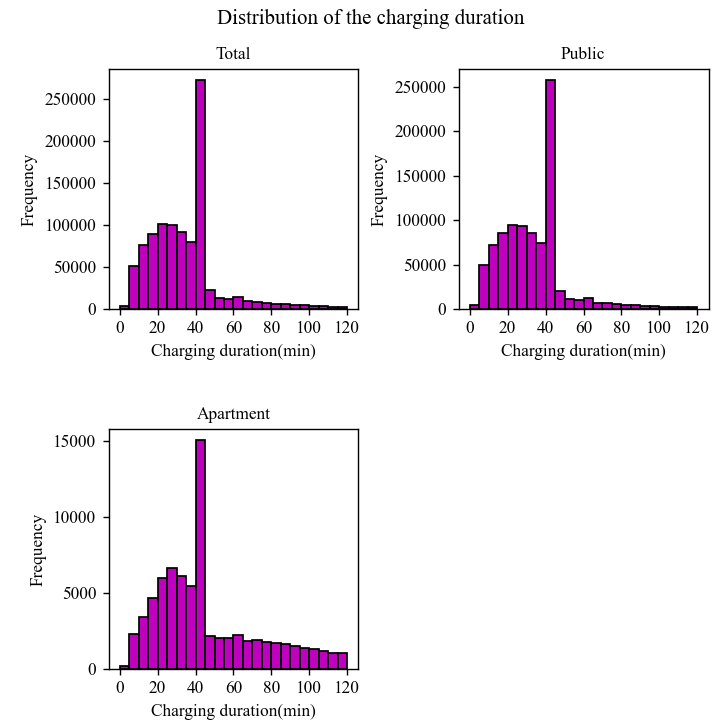 Distribution of the charging duration
Total
Frequency
250000
200000
150000
100000
50000
0
0 20 40 60 80 100 120
Charging duration(min)
Public
Frequency
250000
200000
150000
100000
50000
0
0 20 40 60 80 100 120
Charging duration(min)
Apartment
Frequency
15000
10000
5000
0
0 20 40 60 80 100 120
Charging duration(min)